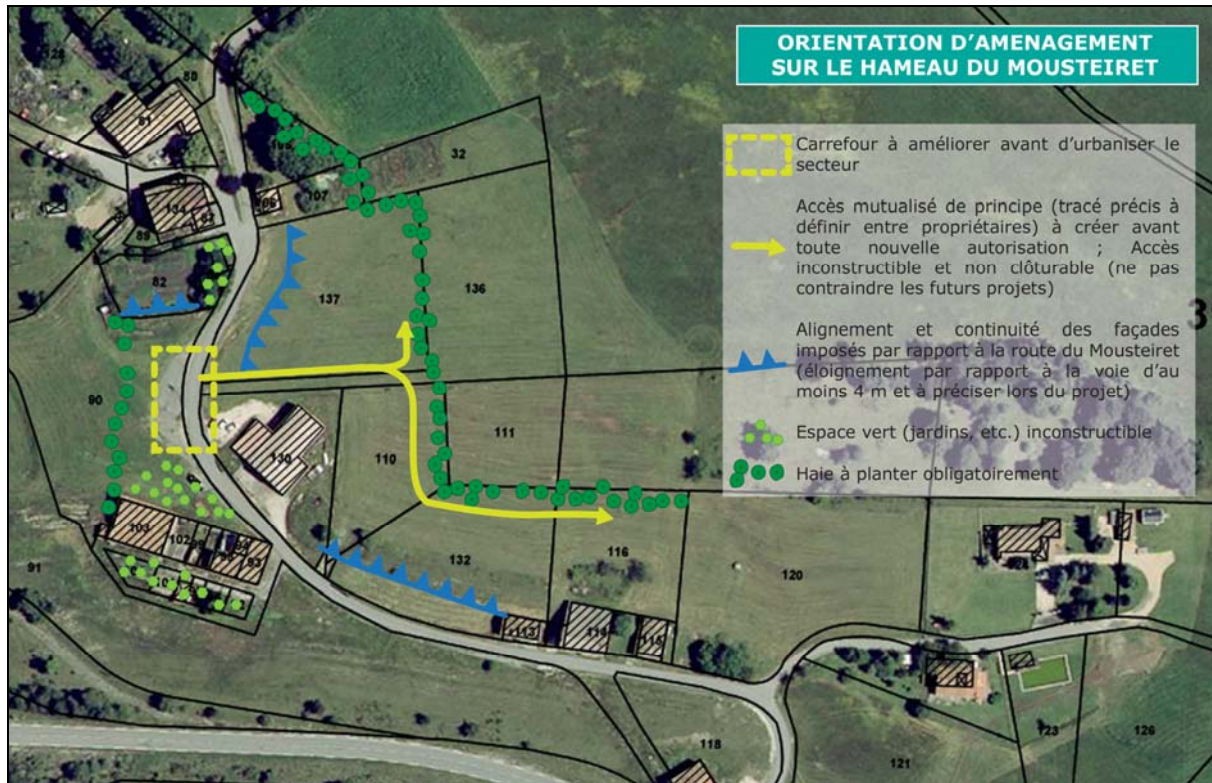 ORIENTATION D'AMENAGEMENT
SUR LE HAMEAU DU MOUSTEIRET
Carrefour à améliorer avant d'urbaniser le
secteur
Accès mutualisé de principe (tracé précis à
définir entre propriétaires) à créer avant
toute nouvelle autorisation ; Accès
inconstructible et non clôturable (ne pas
contraindre les futurs projets)
Alignement et continuité des façades
imposés par rapport à la route du Mousteiret
(éloignement par rapport à la voie d'au
moins 4 m et à préciser lors du projet)
Espace vert (jardins, etc.) inconstructible
Haie à planter obligatoirement
128
80
81
32
107
106
134
87
89
82
137
136
3
90
111
110
130
103
102
93
91
132
116
120
113
114
115
118
121
123
126